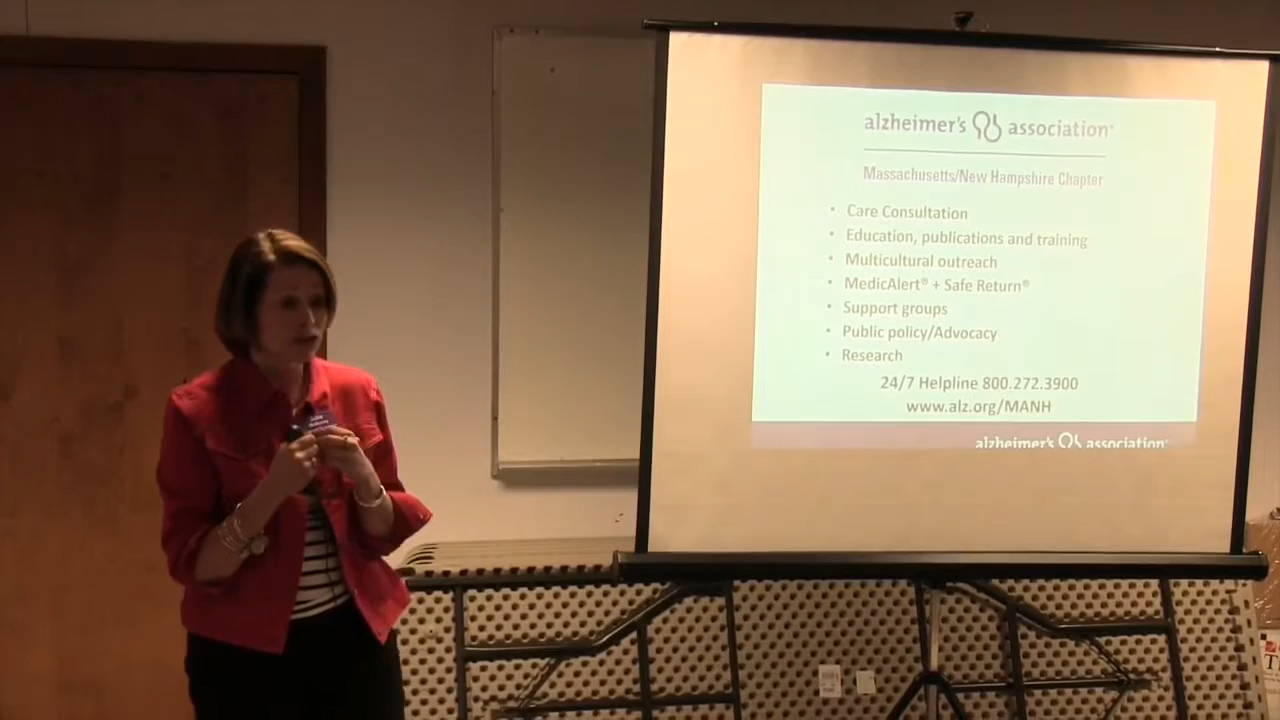 alzheimer's association®
Massachusetts/New Hampshire Chapter
• Care Consultation
• Education, publications and training
• Multicultural outreach
• MedicAlert® + Safe Return®
• Support groups
• Public policy/Advocacy
• Research
24/7 Helpline 800.272.3900
www.alz.org/MANH
alzheimer's association®